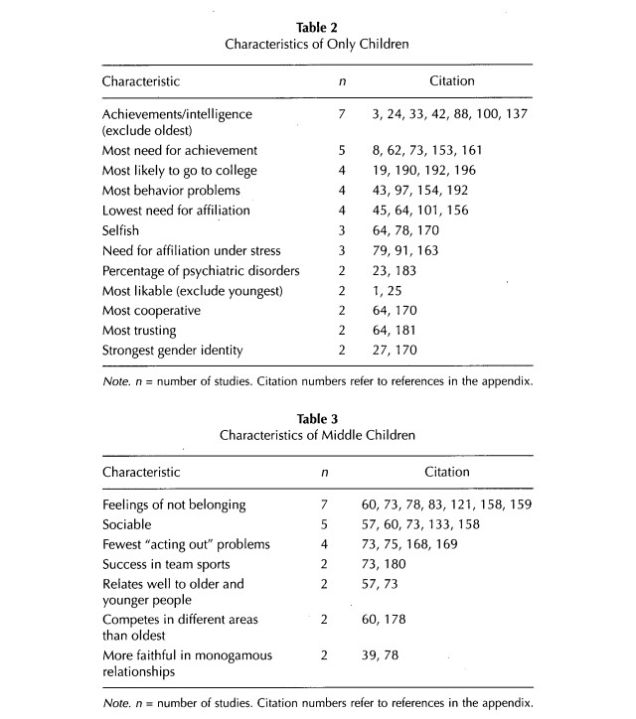 Table 2
Characteristics of Only Children
Characteristic n Citation
Achievements/intelligence 7 3, 24, 33, 42, 88, 100, 137
(exclude oldest)
Most need for achievement 5 8, 62, 73, 153, 161
Most likely to go to college 4 19, 190, 192, 196
Most behavior problems 4 43, 97, 154, 192
Lowest need for affiliation 4 45, 64, 101, 156
Selfish 3 64, 78, 170
Need for affiliation under stress 3 79, 91, 163
Percentage of psychiatric disorders 2 23, 183
Most likable (exclude youngest) 2 1, 25
Most cooperative 2 64, 170
Most trusting 2 64, 181
Strongest gender identity 2 27, 170
Note. n = number of studies. Citation numbers refer to references in the appendix.
Table 3
Characteristics of Middle Children
Characteristic n Citation
Feelings of not belonging 7 60, 73, 78, 83, 121, 158, 159
Sociable 5 57, 60, 73, 133, 158
Fewest “acting out” problems 4 73, 75, 168, 169
Success in team sports 2 73, 180
Relates well to older and 2 57, 73
younger people
Competes in different areas 2 60, 178
than oldest
More faithful in monogamous 2 39, 78
relationships
Note. n = number of studies. Citation numbers refer to references in the appendix.